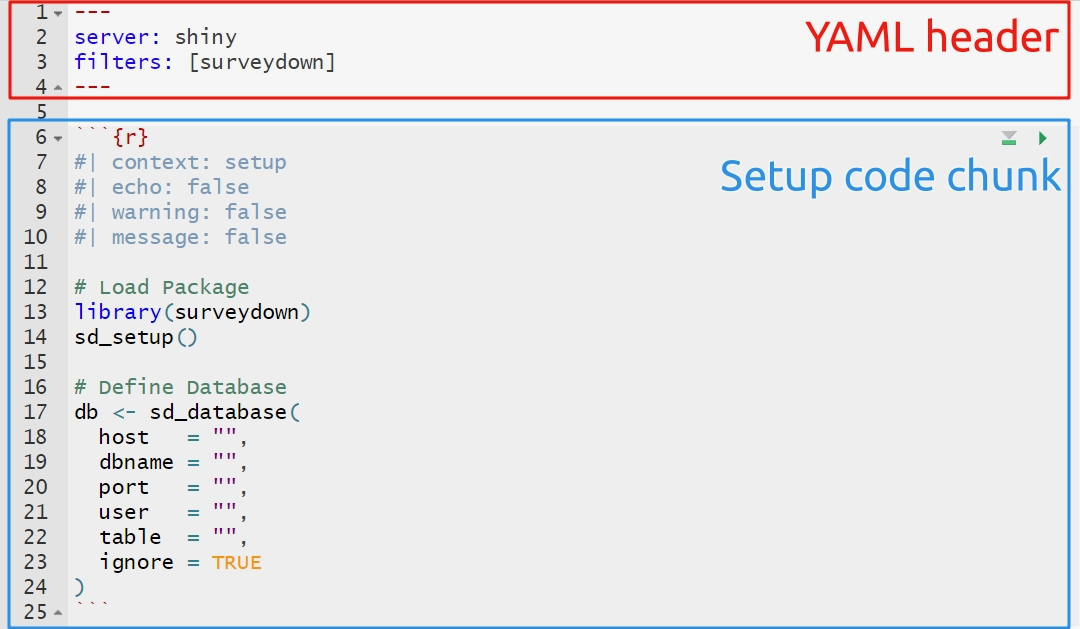 1 ---
YAML header
2 server: shiny
3 filters: [surveydown]
4 ---
5
6 ```{r}
7 #| context: setup
Setup code chunk
8 #| echo: false
9 #| warning: false
10 #| message: false
11
12 # Load Package
13 library(surveydown)
14 sd_setup()
15
16 # Define Database
17 db <- sd_database(
18   host   = "",
19   dbname = "",
20   port   = "",
21   user   = "",
22   table  = "",
23   ignore = TRUE
24 )
25 ```